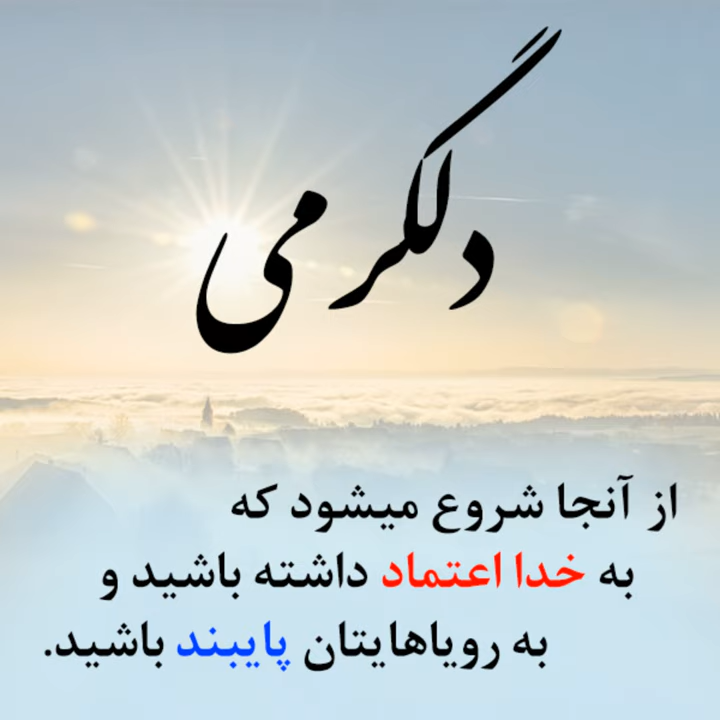 دلگرمی
از آنجا شروع میشود که
به خدا اعتماد داشته باشید و
به رویاهایتان پایبند باشید.